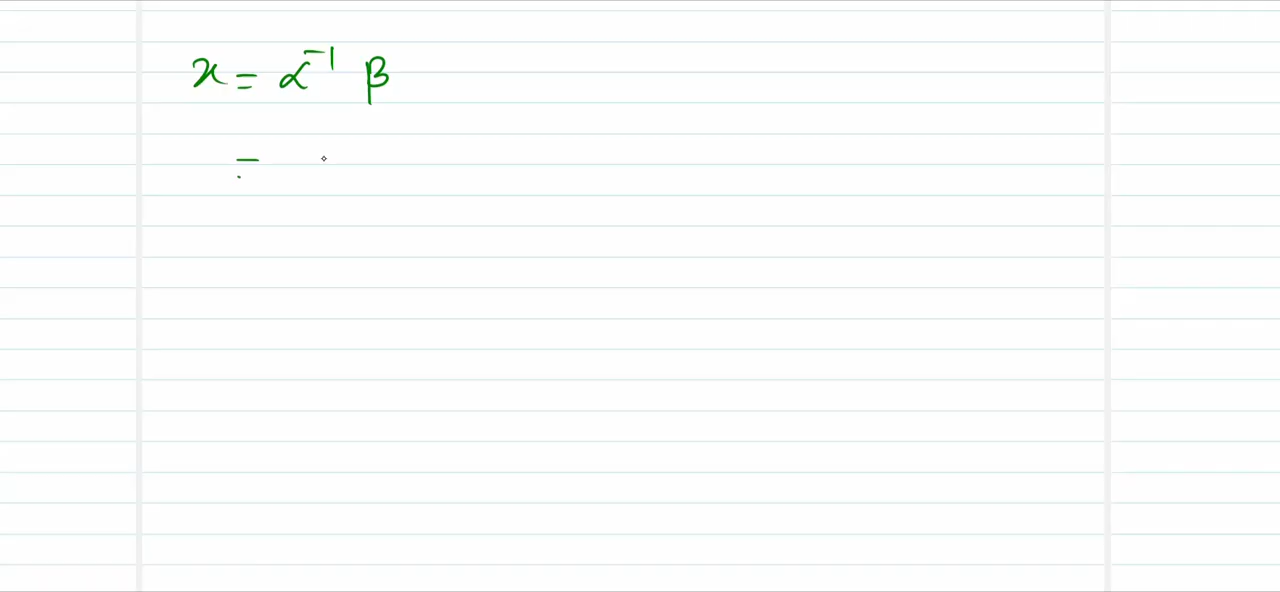 x = α⁻¹ β
=